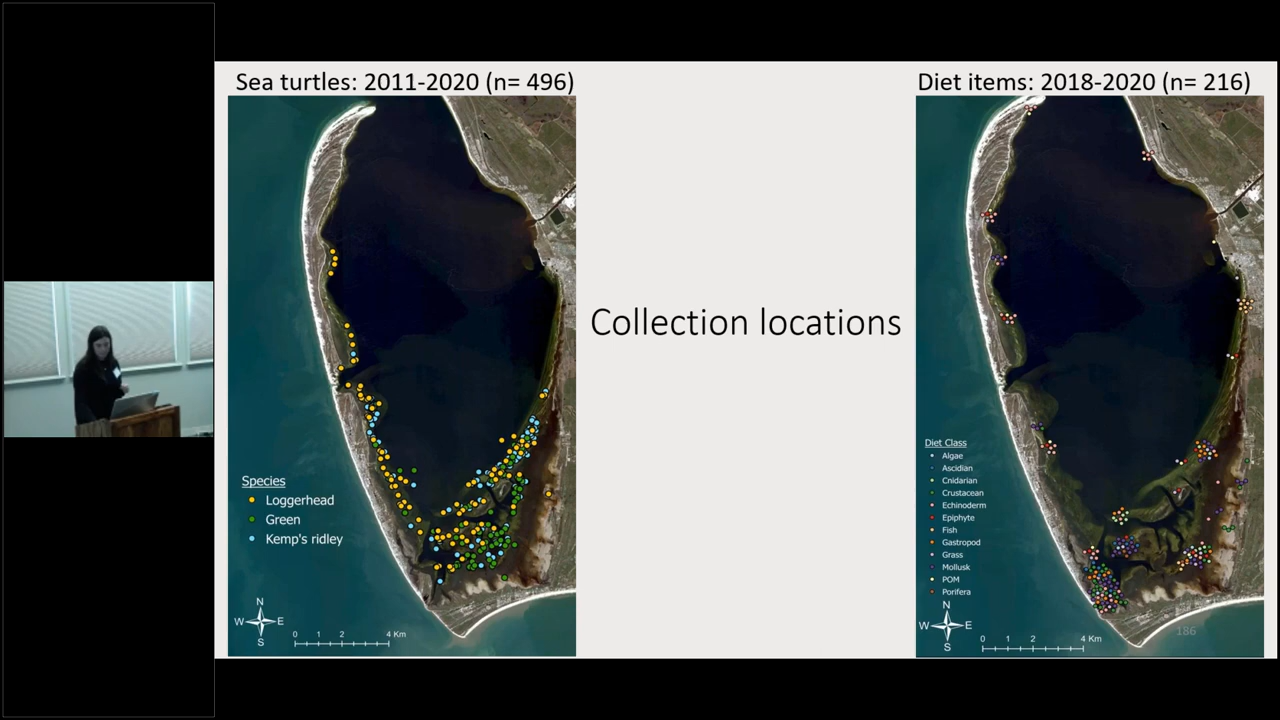 Sea turtles: 2011-2020 (n= 496)
Species
Loggerhead
Green
Kemp's ridley
N
W E
S
0 1 2 4 Km
Collection locations
Diet items: 2018-2020 (n= 216)
Diet Class
Algae
Ascidian
Cnidarian
Crustacean
Echinoderm
Epiphyte
Fish
Gastropod
Grass
Mollusk
POM
Porifera
N
W E
S
0 1 2 4 Km
186